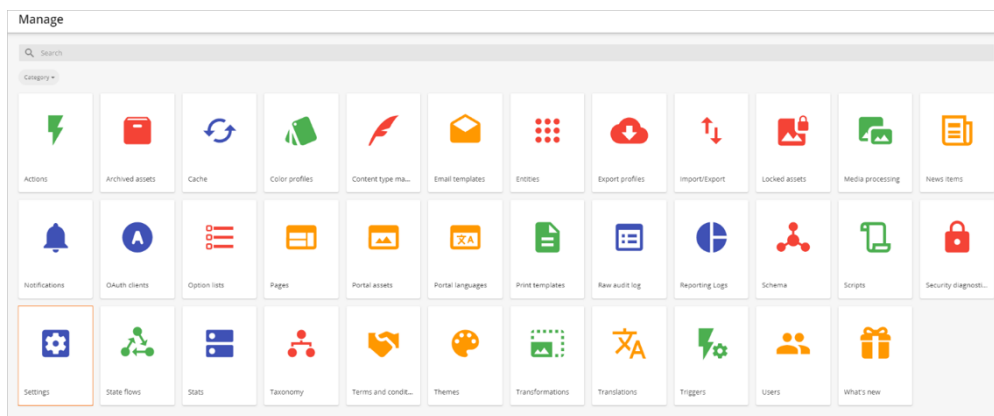 Manage
Search
Category
Actions
Archived assets
Cache
Color profiles
Content type ma...
Email templates
Entities
Export profiles
Import/Export
Locked assets
Media processing
News items
Notifications
OAuth clients
Option lists
Pages
Portal assets
Portal languages
Print templates
Raw audit log
Reporting Logs
Schema
Scripts
Security diagnosti...
Settings
State flows
Stats
Taxonomy
Terms and condit...
Themes
Transformations
Translations
Triggers
Users
What's new